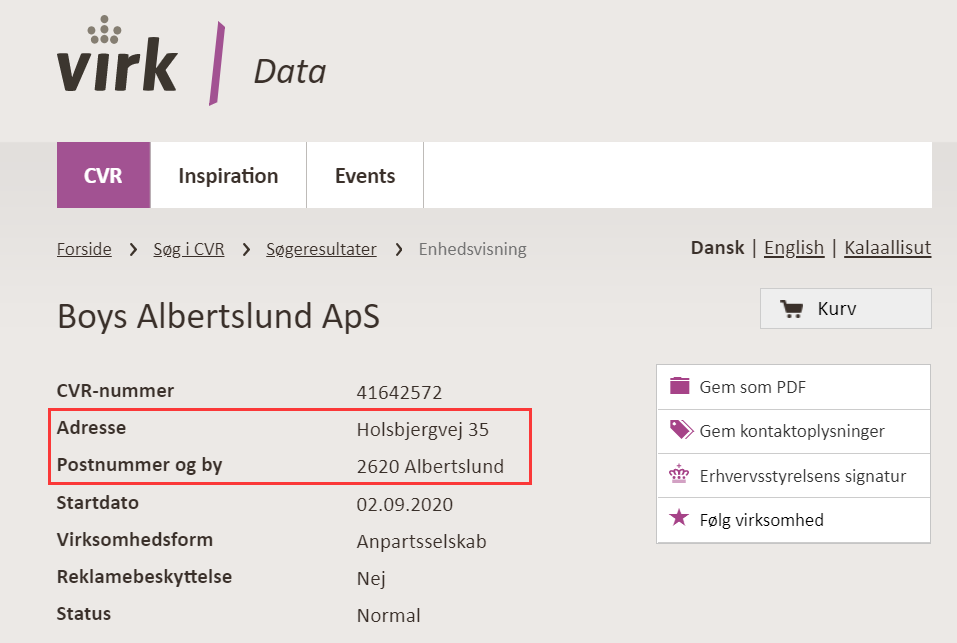 virk Data
CVR Inspiration Events
Forside > Søg i CVR > Søgeresultater > Enhedsvisning
Dansk | English | Kalaallisut
Boys Albertslund ApS
Kurv
CVR-nummer 41642572
Adresse Holsbjergvej 35
Postnummer og by 2620 Albertslund
Startdato 02.09.2020
Virksomhedsform Anpartsselskab
Reklamebeskyttelse Nej
Status Normal
Gem som PDF
Gem kontaktoplysninger
Erhvervsstyrelsens signatur
Følg virksomhed